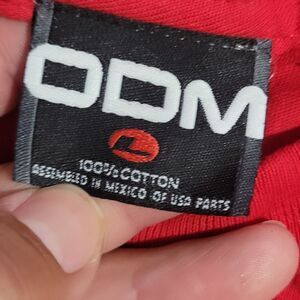 ODM
100% COTTON
ASSEMBLED IN MEXICO OF USA PARTS